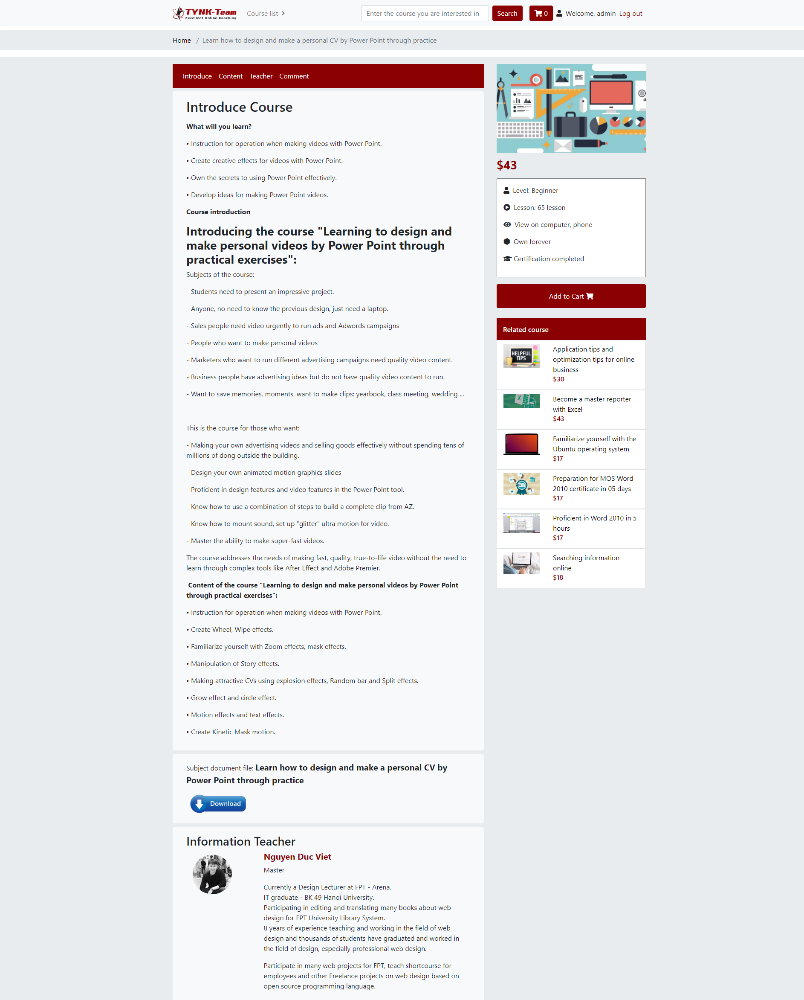 TYNK-Team
Excellent Online Coaching
Course list
Enter the course you are interested in
Search
0
Welcome, admin
Log out
Home / Learn how to design and make a personal CV by Power Point through practice
Introduce Content Teacher Comment
Introduce Course
What will you learn?
• Instruction for operation when making videos with Power Point.
• Create creative effects for videos with Power Point.
• Own the secrets to using Power Point effectively.
• Develop ideas for making Power Point videos.
Course introduction
Introducing the course "Learning to design and
make personal videos by Power Point through
practical exercises":
Subjects of the course:
- Students need to present an impressive project.
- Anyone, no need to know the previous design, just need a laptop.
- Sales people need video urgently to run ads and Adwords campaigns
- People who want to make personal videos
- Marketers who want to run different advertising campaigns need quality video content.
- Business people have advertising ideas but do not have quality video content to run.
- Want to save memories, moments, want to make clips: yearbook, class meeting, wedding ...
This is the course for those who want:
- Making your own advertising videos and selling goods effectively without spending tens of
millions of dong outside the building.
- Design your own animated motion graphics slides
- Proficient in design features and video features in the Power Point tool.
- Know how to use a combination of steps to build a complete clip from AZ.
- Know how to mount sound, set up "glitter" ultra motion for video.
- Master the ability to make super-fast videos.
The course addresses the needs of making fast, quality, true-to-life video without the need to
learn through complex tools like After Effect and Adobe Premier.
Content of the course "Learning to design and make personal videos by Power Point
through practical exercises":
• Instruction for operation when making videos with Power Point.
• Create Wheel, Wipe effects.
• Familiarize yourself with Zoom effects, mask effects.
• Manipulation of Story effects.
• Making attractive CVs using explosion effects, Random bar and Split effects.
• Grow effect and circle effect.
• Motion effects and text effects.
• Create Kinetic Mask motion.
Subject document file: Learn how to design and make a personal CV by
Power Point through practice
Download
Information Teacher
Nguyen Duc Viet
Master
Currently a Design Lecturer at FPT - Arena.
IT graduate - BK 49 Hanoi University.
Participating in editing and translating many books about web
design for FPT University Library System.
8 years of experience teaching and working in the field of web
design and thousands of students have graduated and worked in
the field of design, especially professional web design.
Participate in many web projects for FPT, teach shortcourse for
employees and other Freelance projects on web design based on
open source programming language.
$43
Level: Beginner
Lesson: 65 lesson
View on computer, phone
Own forever
Certification completed
Add to Cart
Related course
HELPFUL
TIPS
Application tips and
optimization tips for online
business
$30
X
Become a master reporter
with Excel
$43
Familiarize yourself with the
Ubuntu operating system
$17
Preparation for MOS Word
2010 certificate in 05 days
$17
Proficient in Word 2010 in 5
hours
$17
Google
Searching information
online
$18